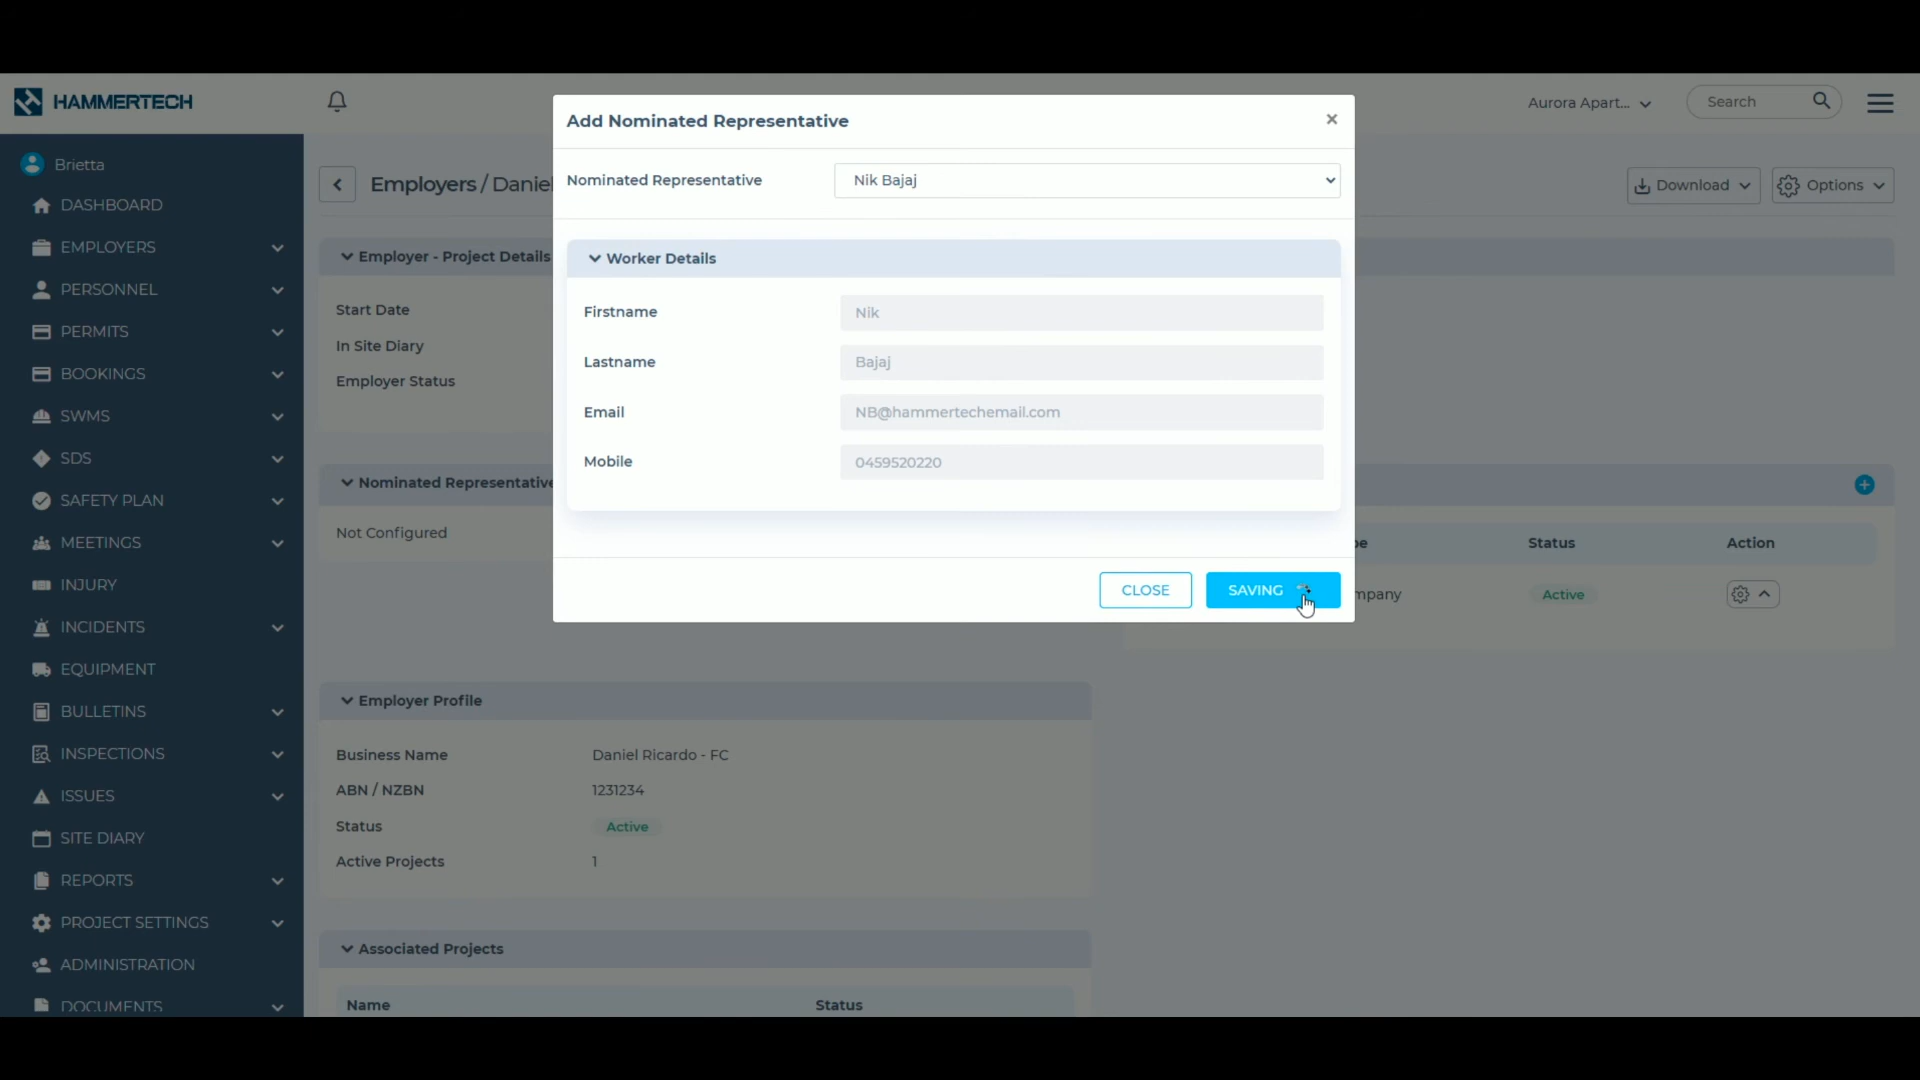 HAMMERTECH
Aurora Apart...
Search
Brietta
DASHBOARD
EMPLOYERS
PERSONNEL
PERMITS
BOOKINGS
SWMS
SDS
SAFETY PLAN
MEETINGS
INJURY
INCIDENTS
EQUIPMENT
BULLETINS
INSPECTIONS
ISSUES
SITE DIARY
REPORTS
PROJECT SETTINGS
ADMINISTRATION
DOCUMENTS
Employers / Daniel
Download
Options
Employer - Project Details
Start Date
In Site Diary
Employer Status
Nominated Representative
Not Configured
Add Nominated Representative
×
Nominated Representative Nik Bajaj
Worker Details
Firstname Nik
Lastname Bajaj
Email NB@hammertechemail.com
Mobile 0459520220
CLOSE SAVING
Status Action
Active
Employer Profile
Business Name Daniel Ricardo - FC
ABN / NZBN 1231234
Status Active
Active Projects 1
Associated Projects
Name Status